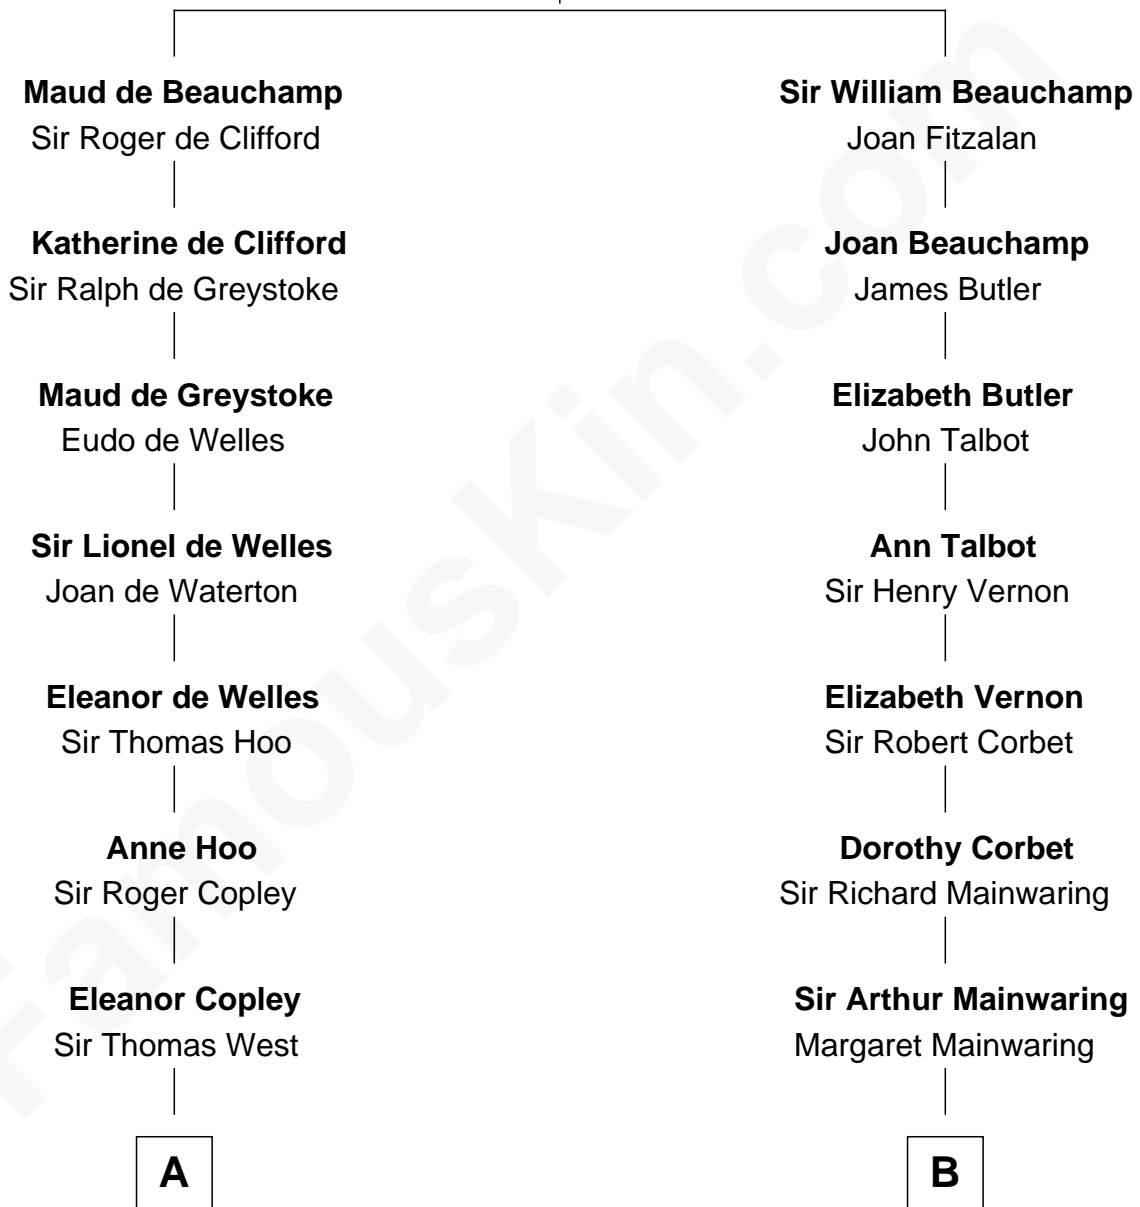 Maud de Beauchamp
Sir Roger de Clifford
Katherine de Clifford
Sir Ralph de Greystoke
Maud de Greystoke
Eudo de Welles
Sir Lionel de Welles
Joan de Waterton
Eleanor de Welles
Sir Thomas Hoo
Anne Hoo
Sir Roger Copley
Eleanor Copley
Sir Thomas West
A
Sir William Beauchamp
Joan Fitzalan
Joan Beauchamp
James Butler
Elizabeth Butler
John Talbot
Ann Talbot
Sir Henry Vernon
Elizabeth Vernon
Sir Robert Corbet
Dorothy Corbet
Sir Richard Mainwaring
Sir Arthur Mainwaring
Margaret Mainwaring
B
FamousKin.com